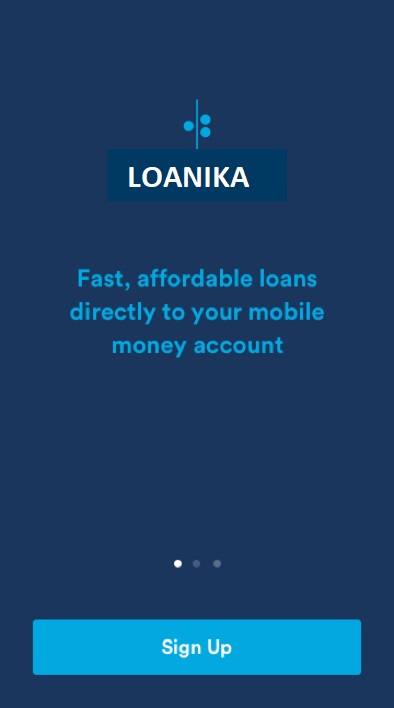 LOANIKA
Fast, affordable loans
directly to your mobile
money account
Sign Up